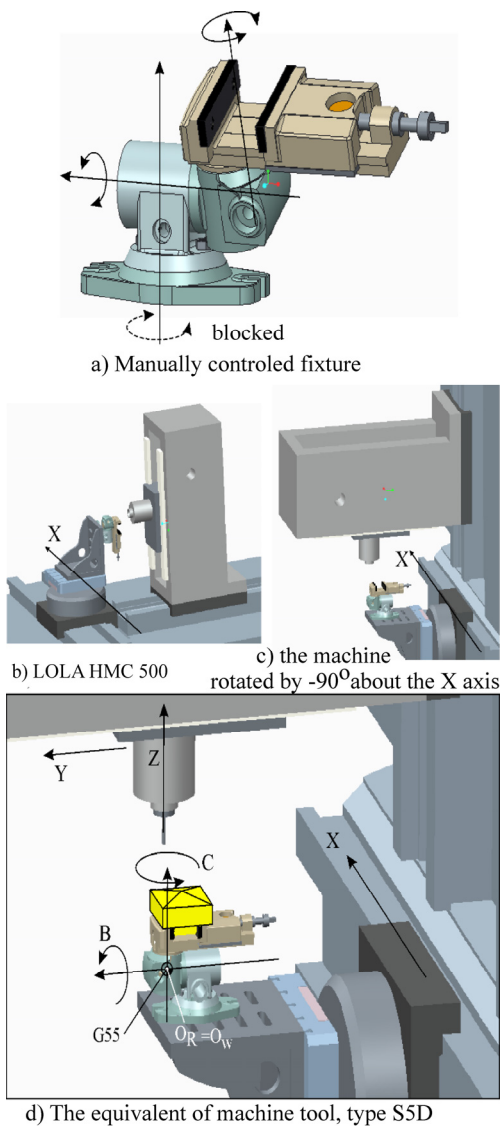 blocked
a) Manually controled fixture
X
X
b) LOLA HMC 500
c) the machine
rotated by -90° about the X axis
Y
Z
C
X
B
G55
O_R=O_W
d) The equivalent of machine tool, type S5D